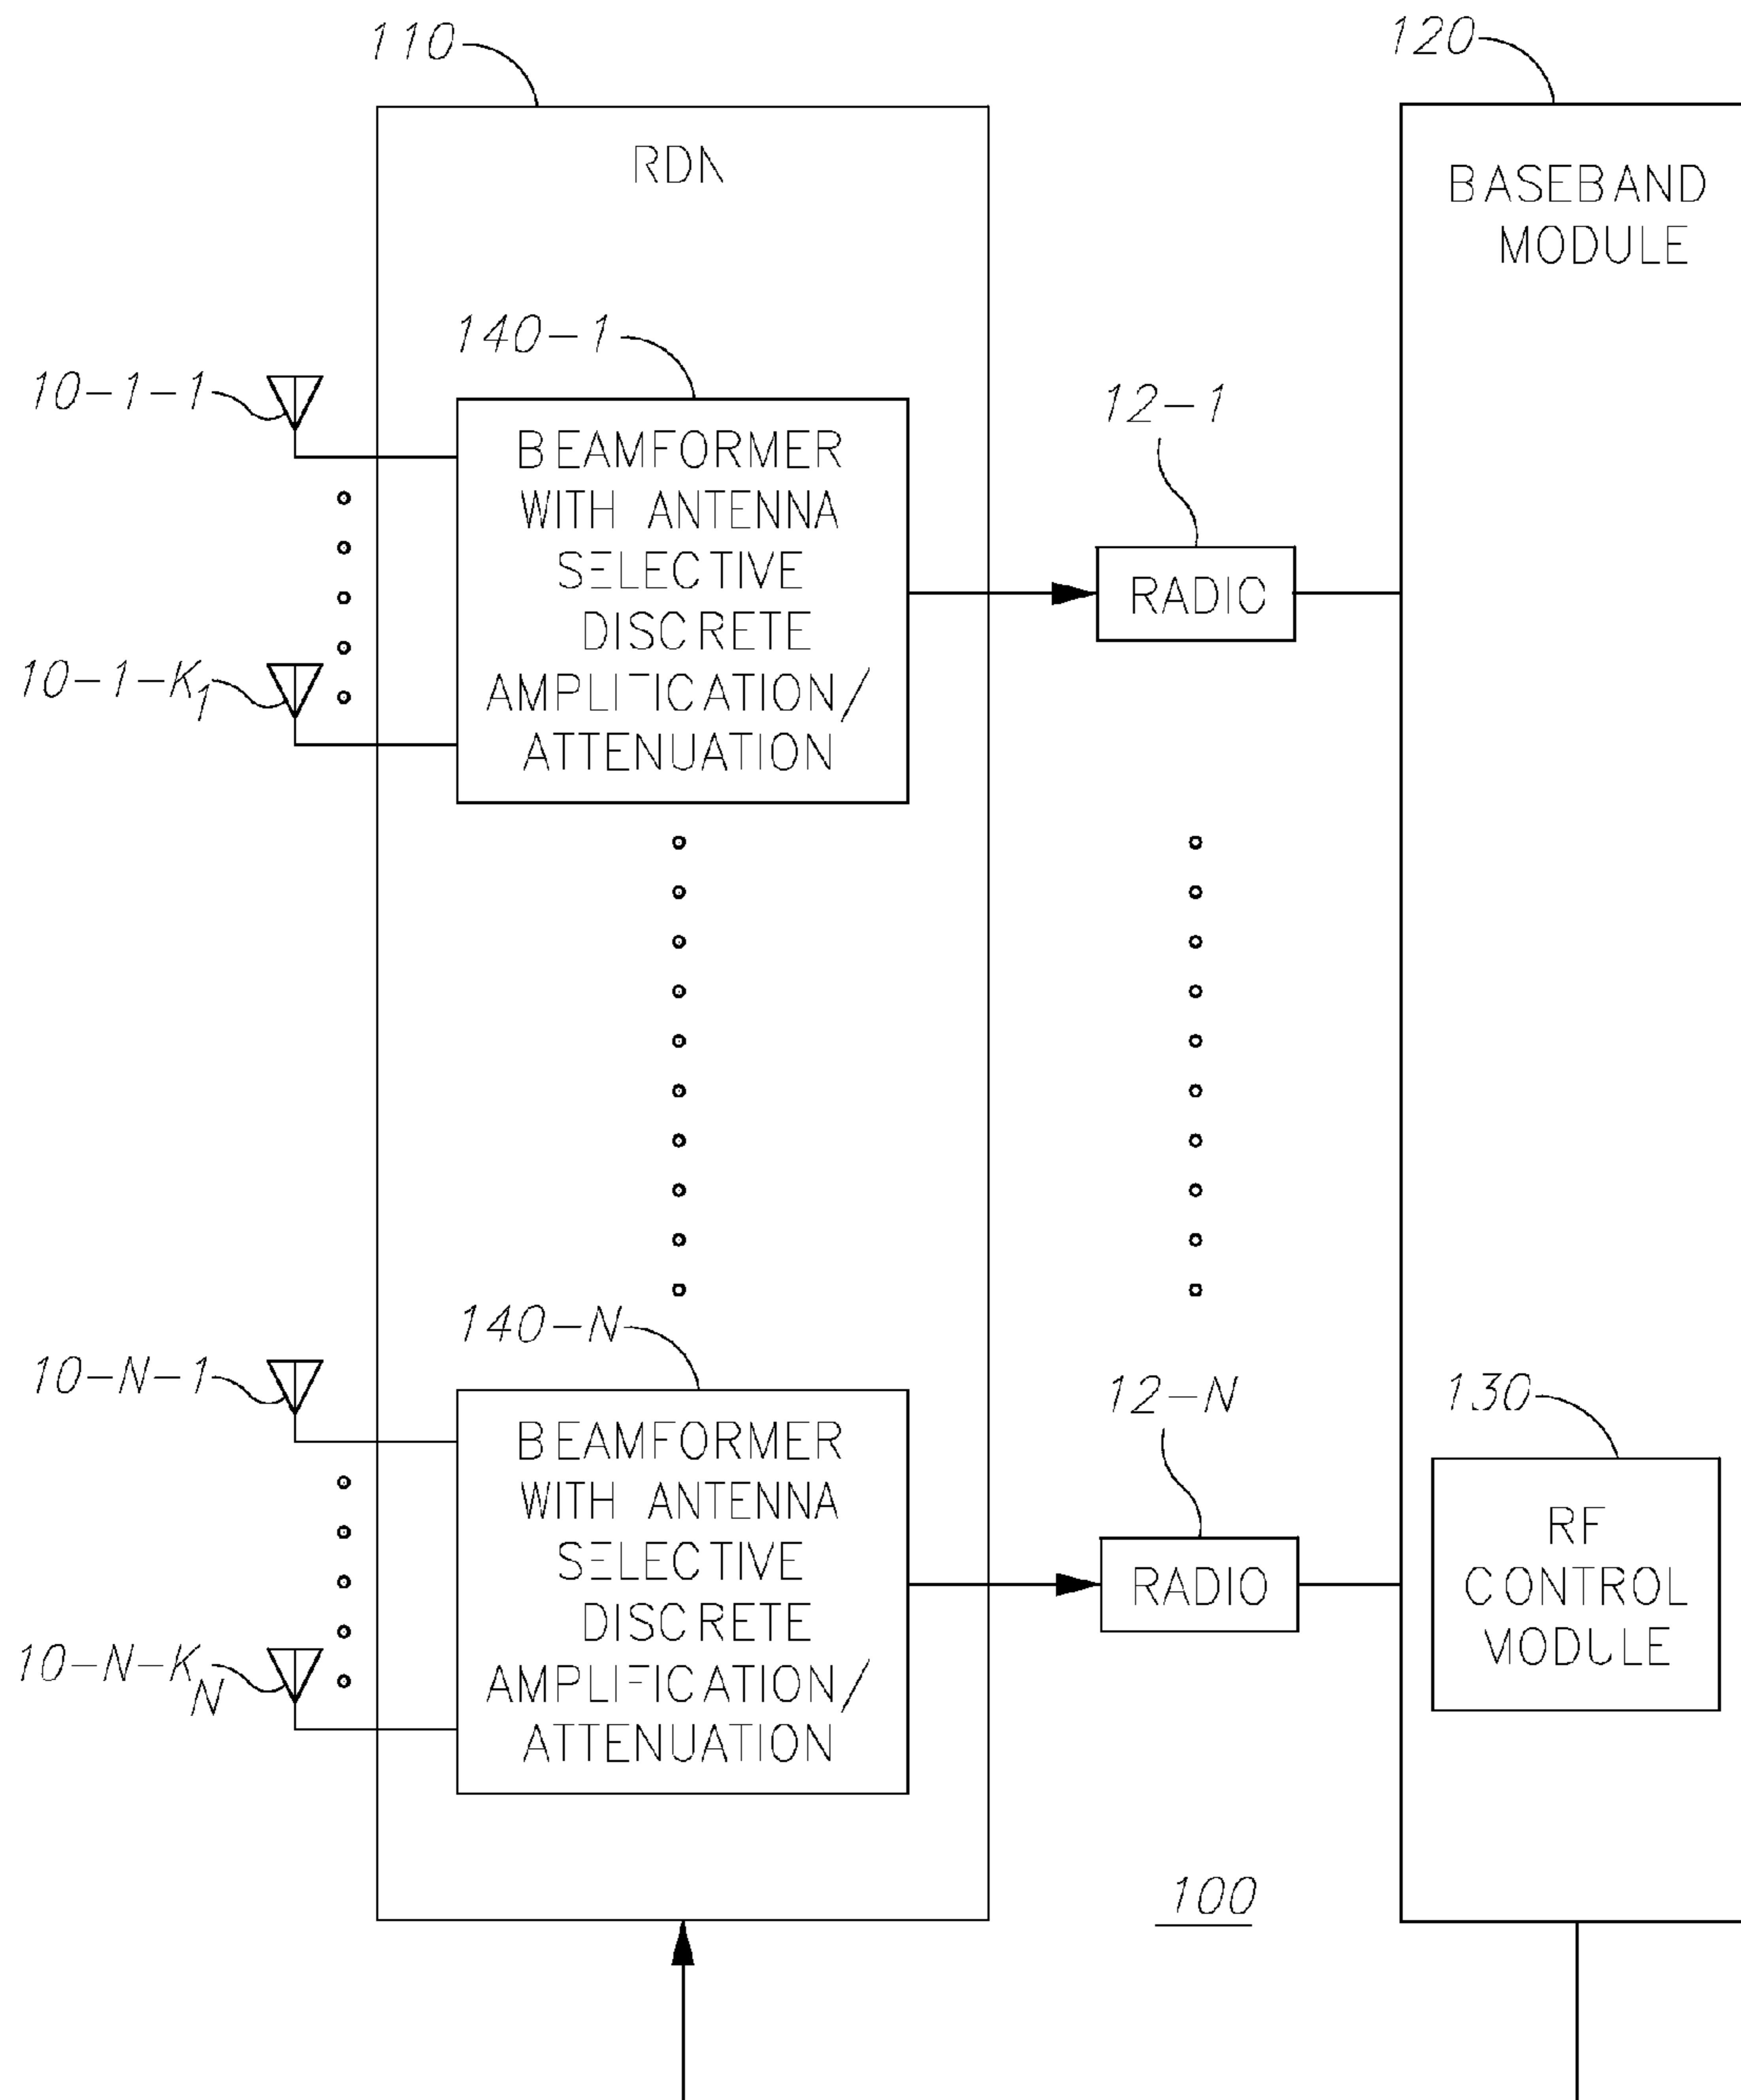 110
120
RDN
BASEBAND
MODULE
140-1
10-1-1
12-1
BEAMFORMER
WITH ANTENNA
SELECTIVE
DISCRETE
AMPLIFICATION/
ATTENUATION
RADIO
10-1-K1
140-N
10-N-1
12-N
130
BEAMFORMER
WITH ANTENNA
SELECTIVE
DISCRETE
AMPLIFICATION/
ATTENUATION
RADIO
RF
CONTROL
MODULE
10-N-KN
100